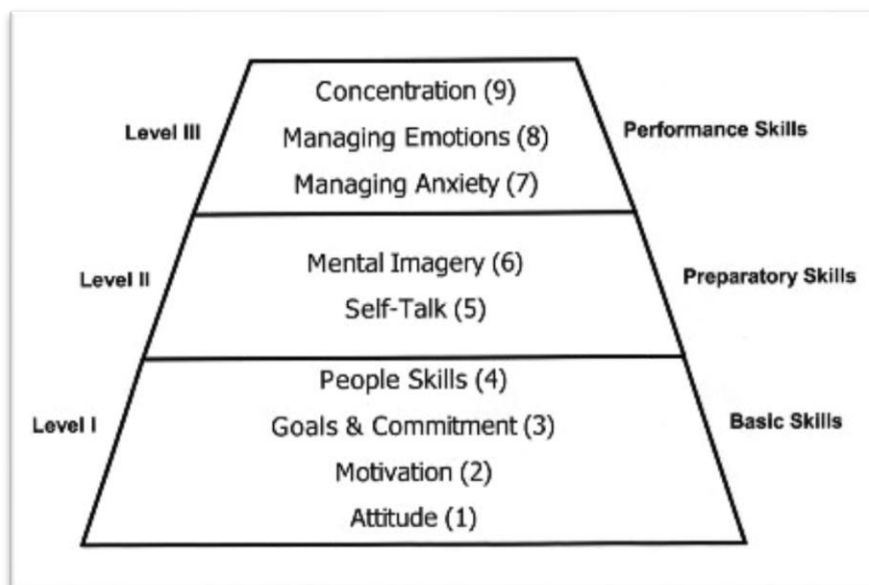 Concentration (9)
Level III
Managing Emotions (8)
Performance Skills
Managing Anxiety (7)
Mental Imagery (6)
Level II
Preparatory Skills
Self-Talk (5)
People Skills (4)
Level I
Goals & Commitment (3)
Basic Skills
Motivation (2)
Attitude (1)